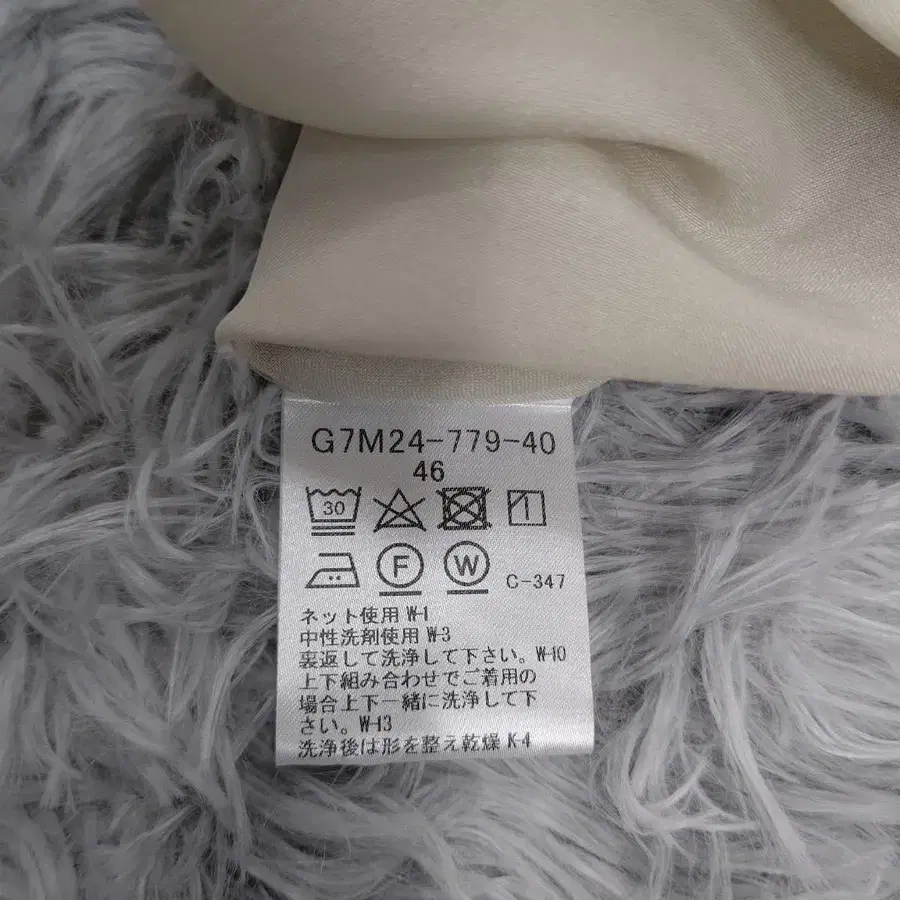 G7M24-779-40
46
30
F W C-347
ネット使用 W-1
中性洗剤使用 W-3
裏返して洗浄して下さい。W-10
上下組み合わせでご着用の
場合上下一緒に洗浄して下
さい。W-13
洗浄後は形を整え乾燥 K-4